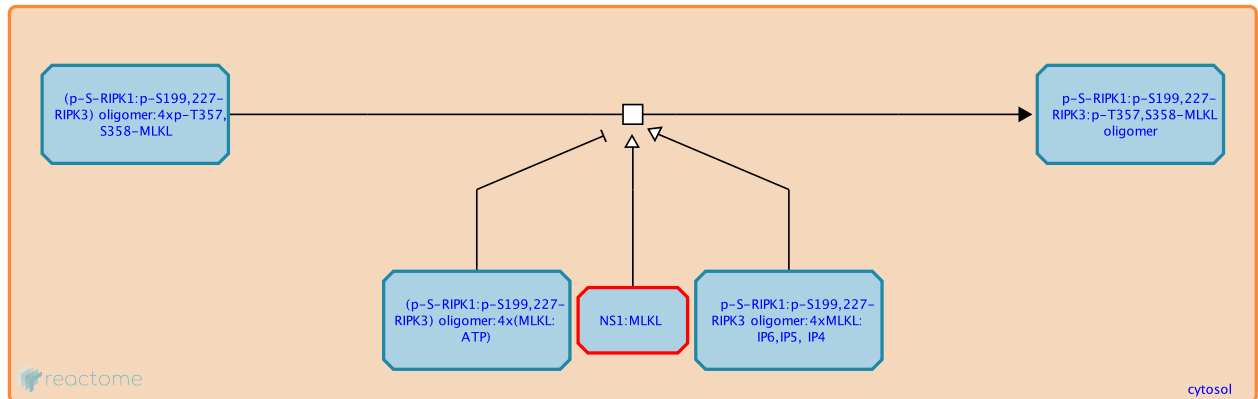 (p-S-RIPK1:p-S199,227-
RIPK3) oligomer:4xp-T357,
S358-MLKL
p-S-RIPK1:p-S199,227-
RIPK3:p-T357,S358-MLKL
oligomer
(p-S-RIPK1:p-S199,227-
RIPK3) oligomer:4x(MLKL:
ATP)
NS1:MLKL
p-S-RIPK1:p-S199,227-
RIPK3 oligomer:4xMLKL:
IP6,IP5, IP4
reactome
cytosol